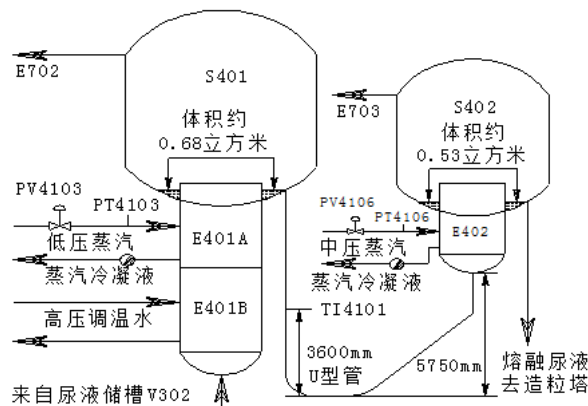 E702
S401
体积约
0.68立方米
PV4103
PT4103
低压蒸汽
蒸汽冷凝液
高压调温水
来自尿液储槽V302
E401A
E401B
E703
S402
体积约
0.53立方米
PV4106
PT4106
中压蒸汽
蒸汽冷凝液
E402
TI4101
3600mm
U型管
5750mm
熔融尿液
去造粒塔